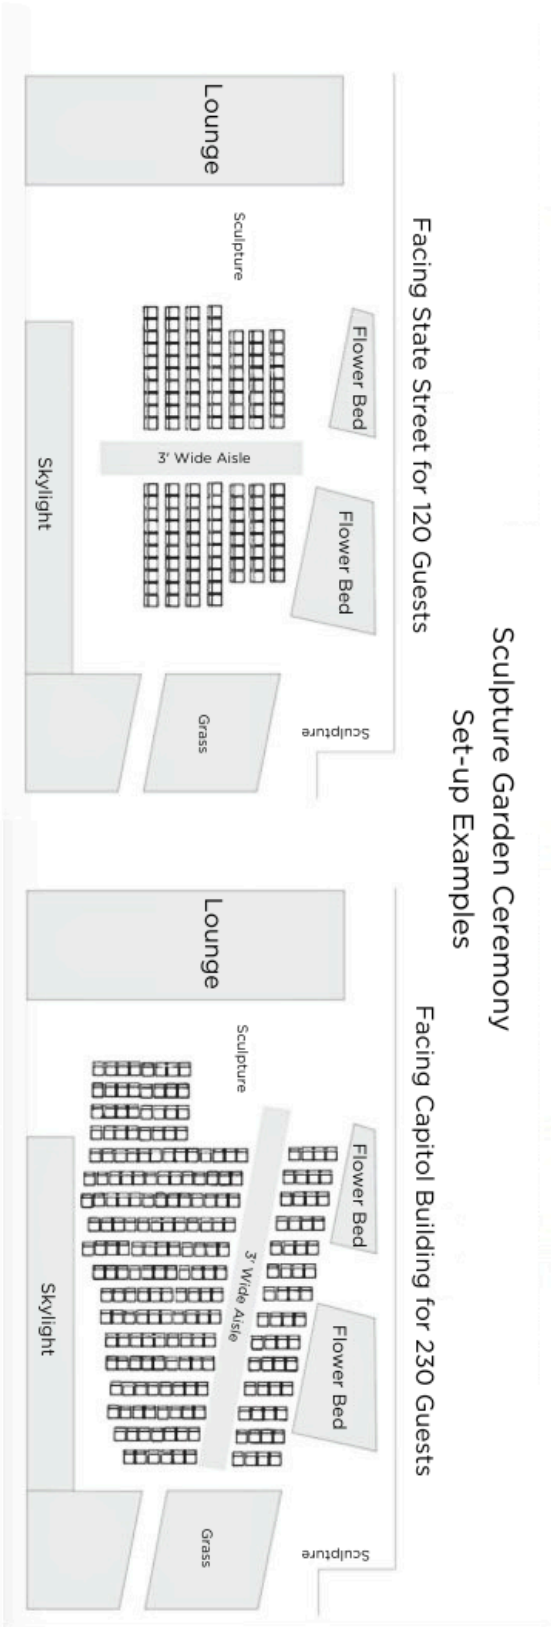 Sculpture Garden Ceremony
Set-up Examples
Facing State Street for 120 Guests
Lounge
Sculpture
Flower Bed
3' Wide Aisle
Flower Bed
Skylight
Grass
Sculpture
Facing Capitol Building for 230 Guests
Lounge
Sculpture
Flower Bed
3' Wide Aisle
Flower Bed
Skylight
Grass
Sculpture